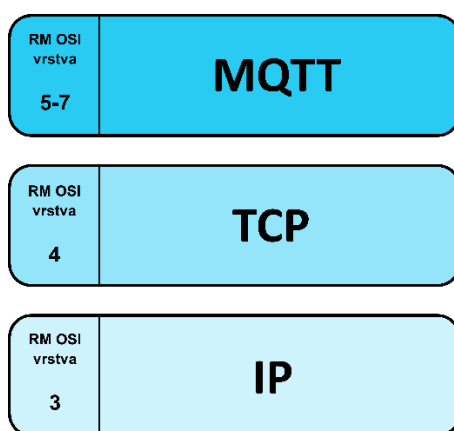 RM OSI
vrstva
5-7
MQTT
RM OSI
vrstva
4
TCP
RM OSI
vrstva
3
IP